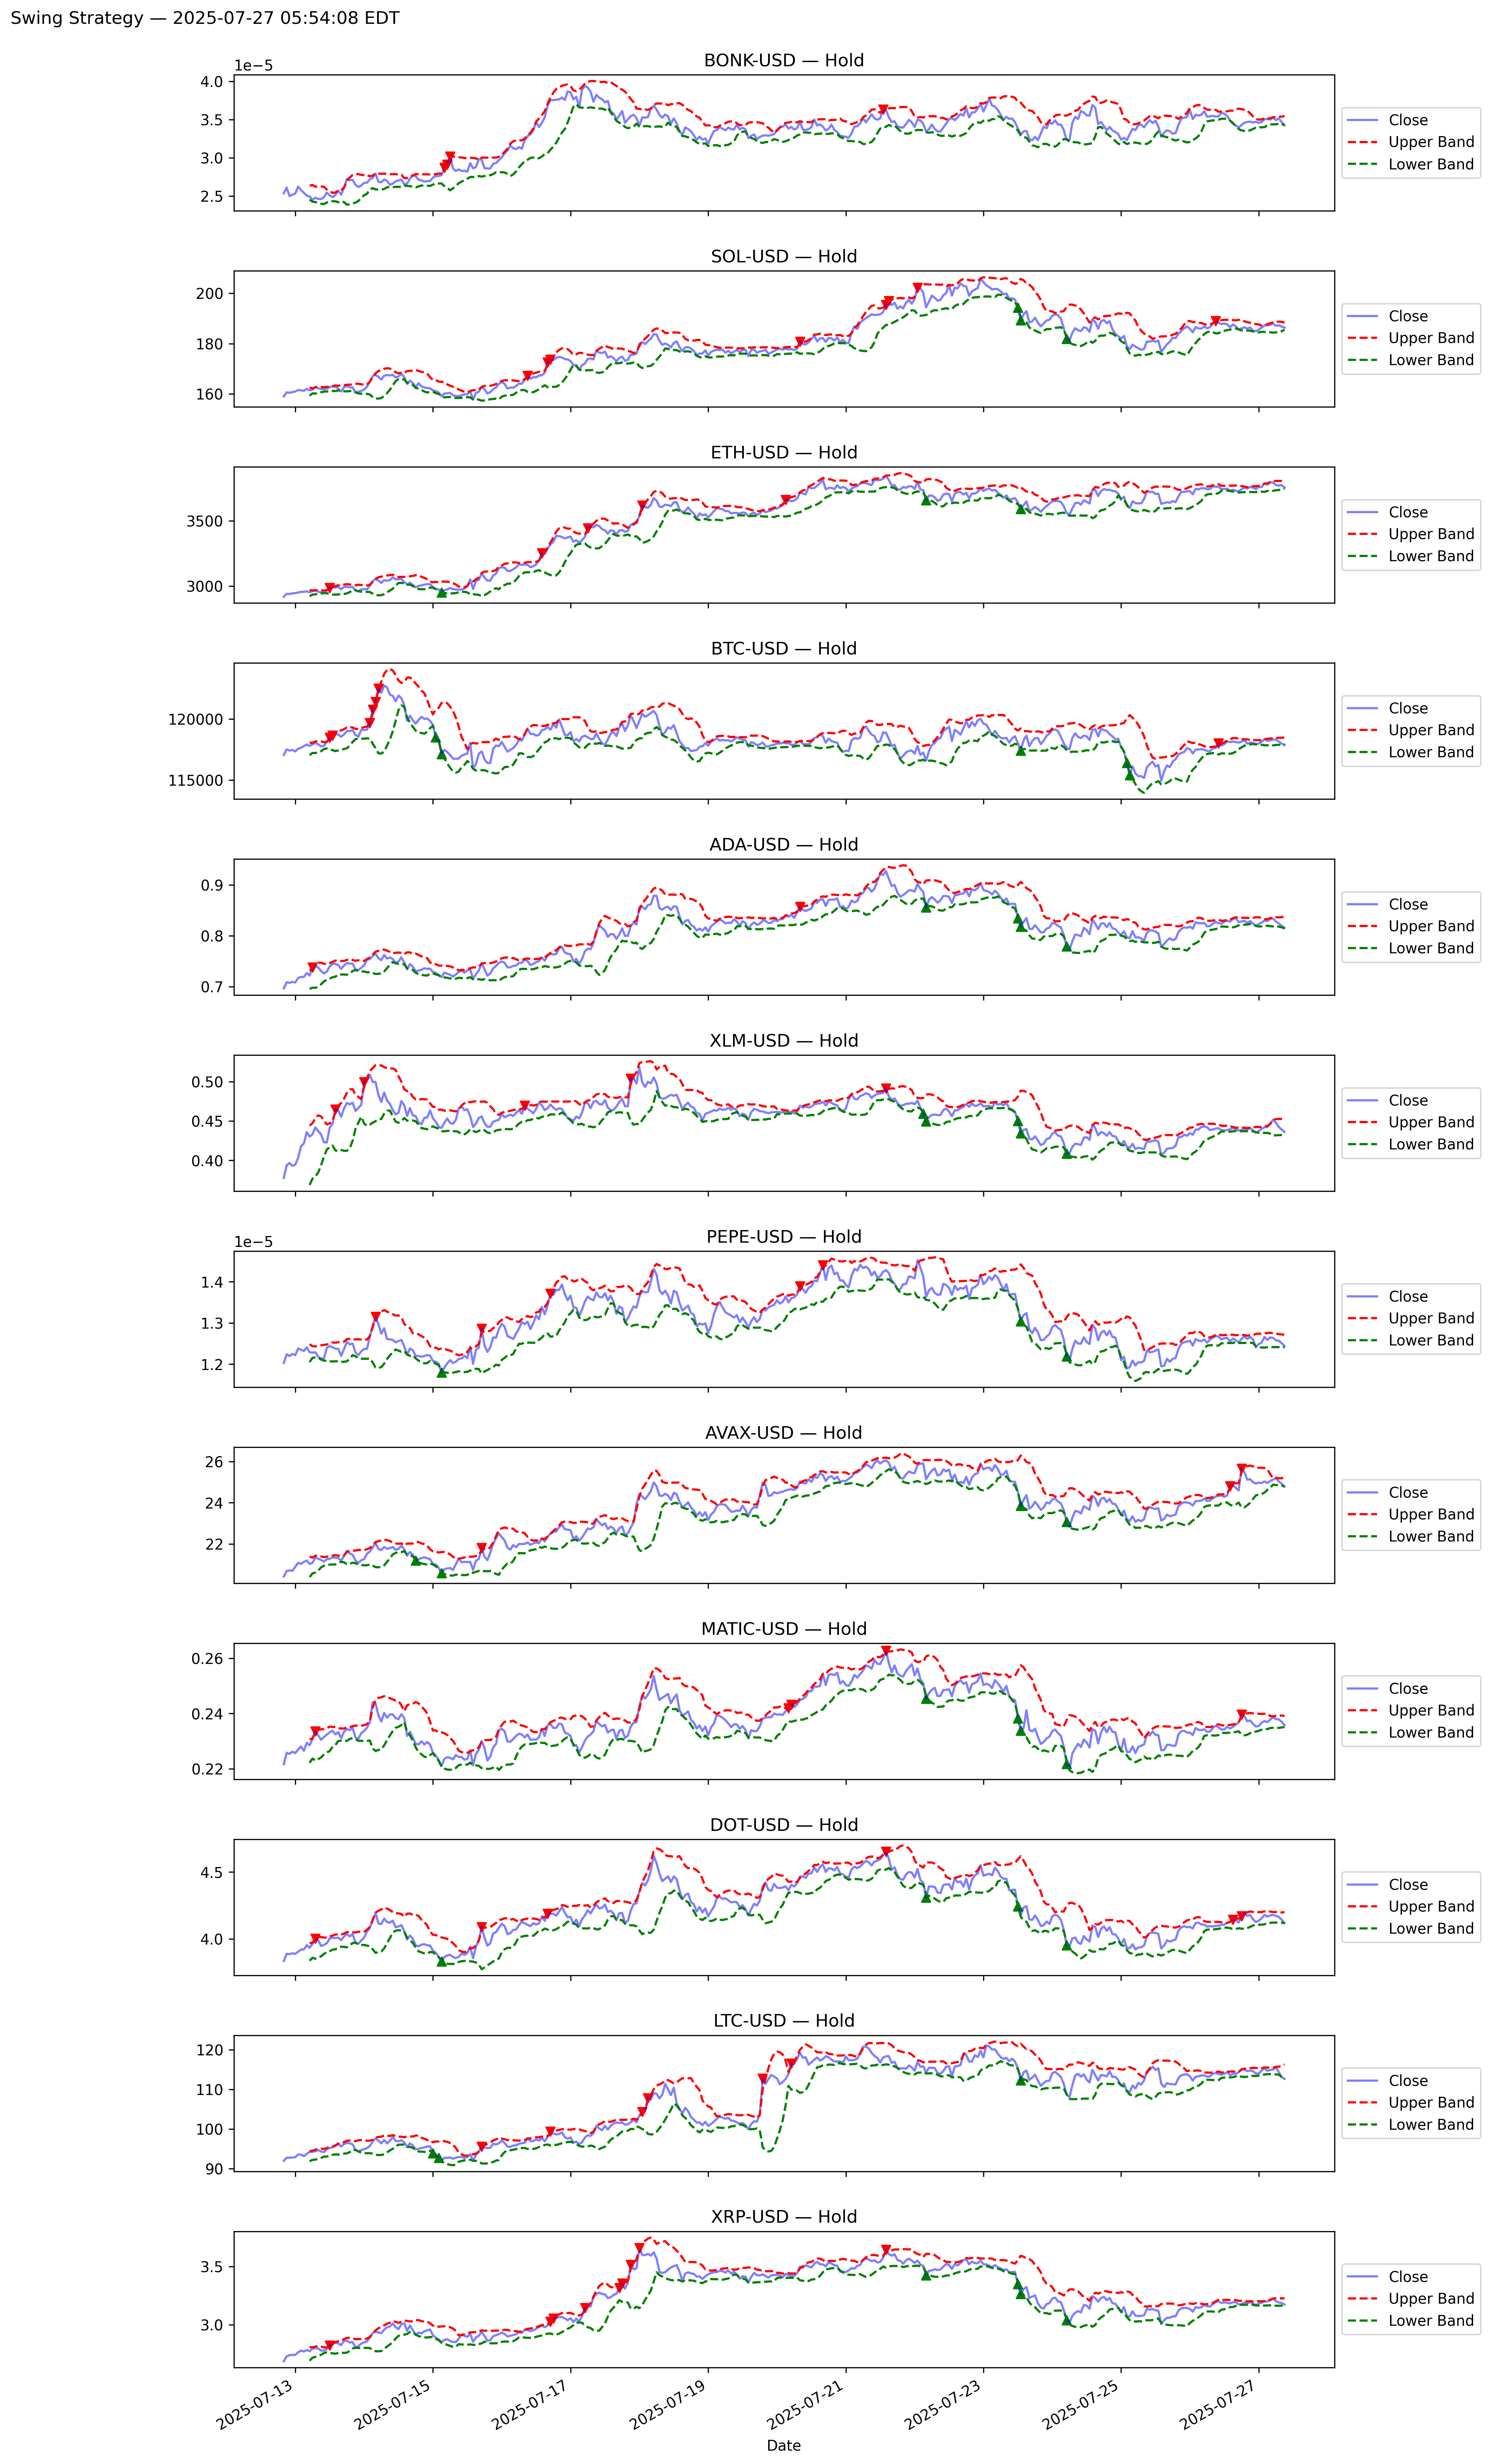 Swing Strategy — 2025-07-27 05:54:08 EDT
BONK-USD — Hold
1e−5
4.0
3.5
3.0
2.5
Close
Upper Band
Lower Band
SOL-USD — Hold
200
180
160
Close
Upper Band
Lower Band
ETH-USD — Hold
3500
3000
Close
Upper Band
Lower Band
BTC-USD — Hold
120000
115000
Close
Upper Band
Lower Band
ADA-USD — Hold
0.9
0.8
0.7
Close
Upper Band
Lower Band
XLM-USD — Hold
0.50
0.45
0.40
Close
Upper Band
Lower Band
PEPE-USD — Hold
1e−5
1.4
1.3
1.2
Close
Upper Band
Lower Band
AVAX-USD — Hold
26
24
22
Close
Upper Band
Lower Band
MATIC-USD — Hold
0.26
0.24
0.22
Close
Upper Band
Lower Band
DOT-USD — Hold
4.5
4.0
Close
Upper Band
Lower Band
LTC-USD — Hold
120
110
100
90
Close
Upper Band
Lower Band
XRP-USD — Hold
3.5
3.0
Close
Upper Band
Lower Band
2025-07-13
2025-07-15
2025-07-17
2025-07-19
2025-07-21
2025-07-23
2025-07-25
2025-07-27
Date